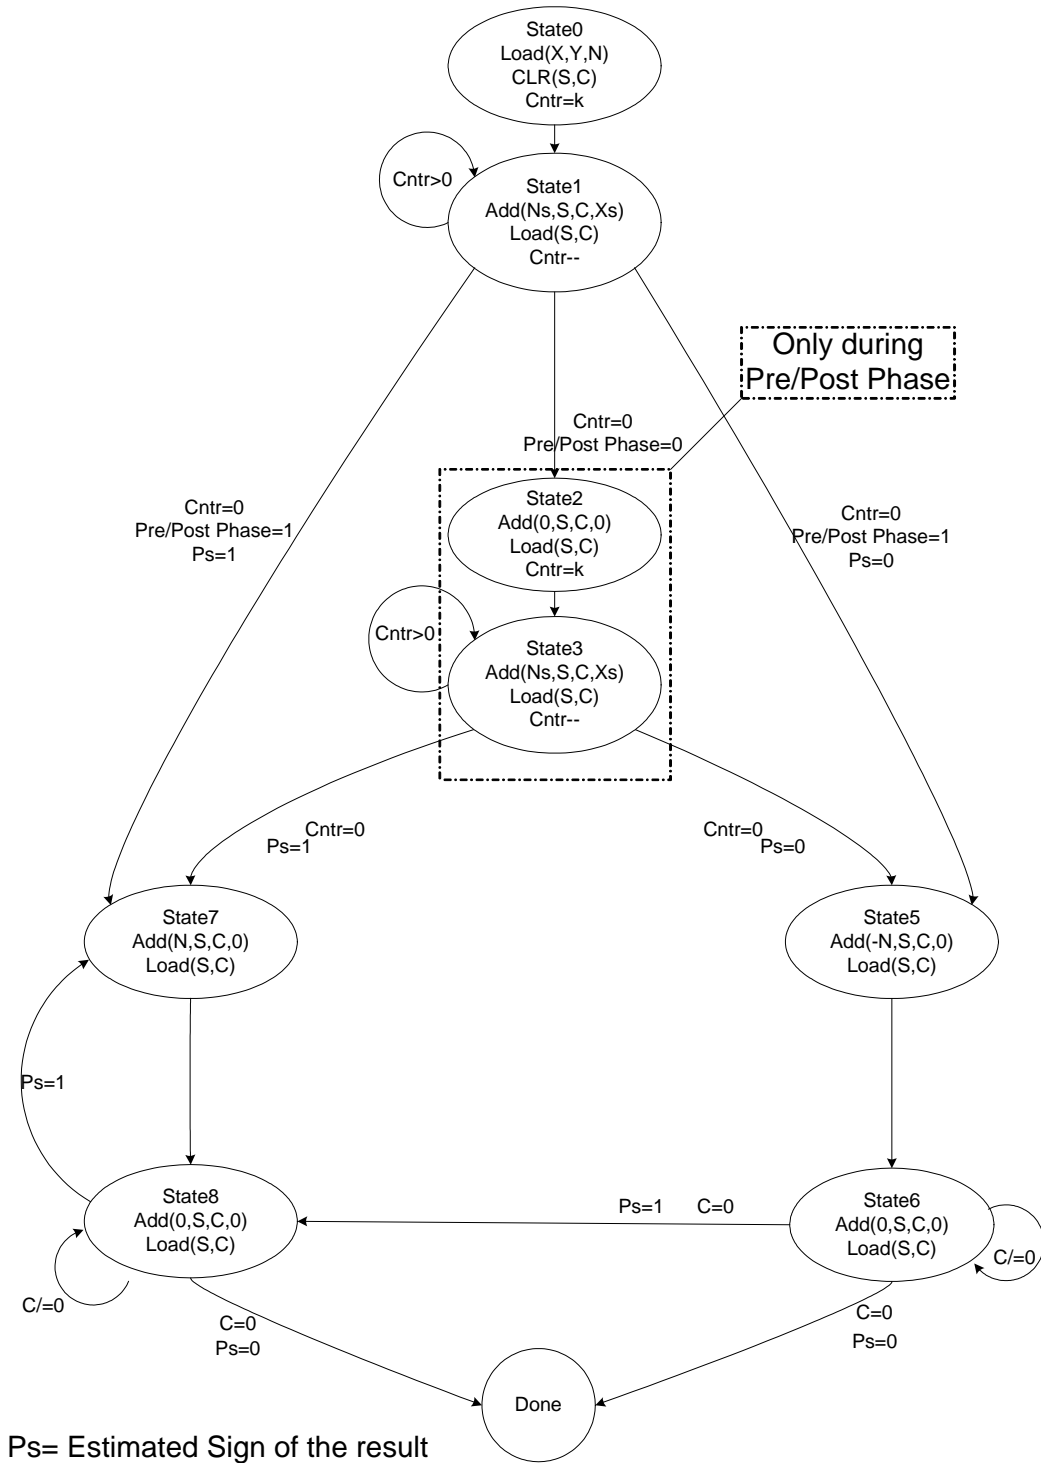 State0
Load(X,Y,N)
CLR(S,C)
Cntr=k
Cntr>0
State1
Add(Ns,S,C,Xs)
Load(S,C)
Cntr--
Only during
Pre/Post Phase
Cntr=0
Pre/Post Phase=0
Cntr=0
Pre/Post Phase=1
Ps=1
State2
Add(0,S,C,0)
Load(S,C)
Cntr=k
Cntr=0
Pre/Post Phase=1
Ps=0
Cntr>0
State3
Add(Ns,S,C,Xs)
Load(S,C)
Cntr--
Cntr=0
Ps=1
Cntr=0
Ps=0
State7
Add(N,S,C,0)
Load(S,C)
State5
Add(-N,S,C,0)
Load(S,C)
Ps=1
State8
Add(0,S,C,0)
Load(S,C)
Ps=1 C=0
State6
Add(0,S,C,0)
Load(S,C)
C/=0
C/=0
C=0
Ps=0
C=0
Ps=0
Done
Ps= Estimated Sign of the result